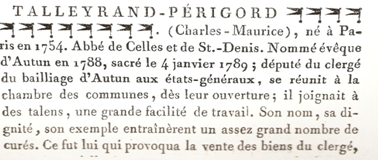 TALLEYRAND-PÉRIGORD
. (Charles-Maurice), né à Pa-
ris en 1754. Abbé de Celles et de St.-Denis. Nommé évêque
d'Autun en 1788, sacré le 4 janvier 1789 ; député du clergé
du bailliage d'Autun aux états-généraux, se réunit à la
chambre des communes, dès leur ouverture ; il joignait à
des talens, une grande facilité de travail. Son nom, sa di-
gnité, son exemple entraînèrent un assez grand nombre de
curés. Ce fut lui qui provoqua la vente des biens du clergé,